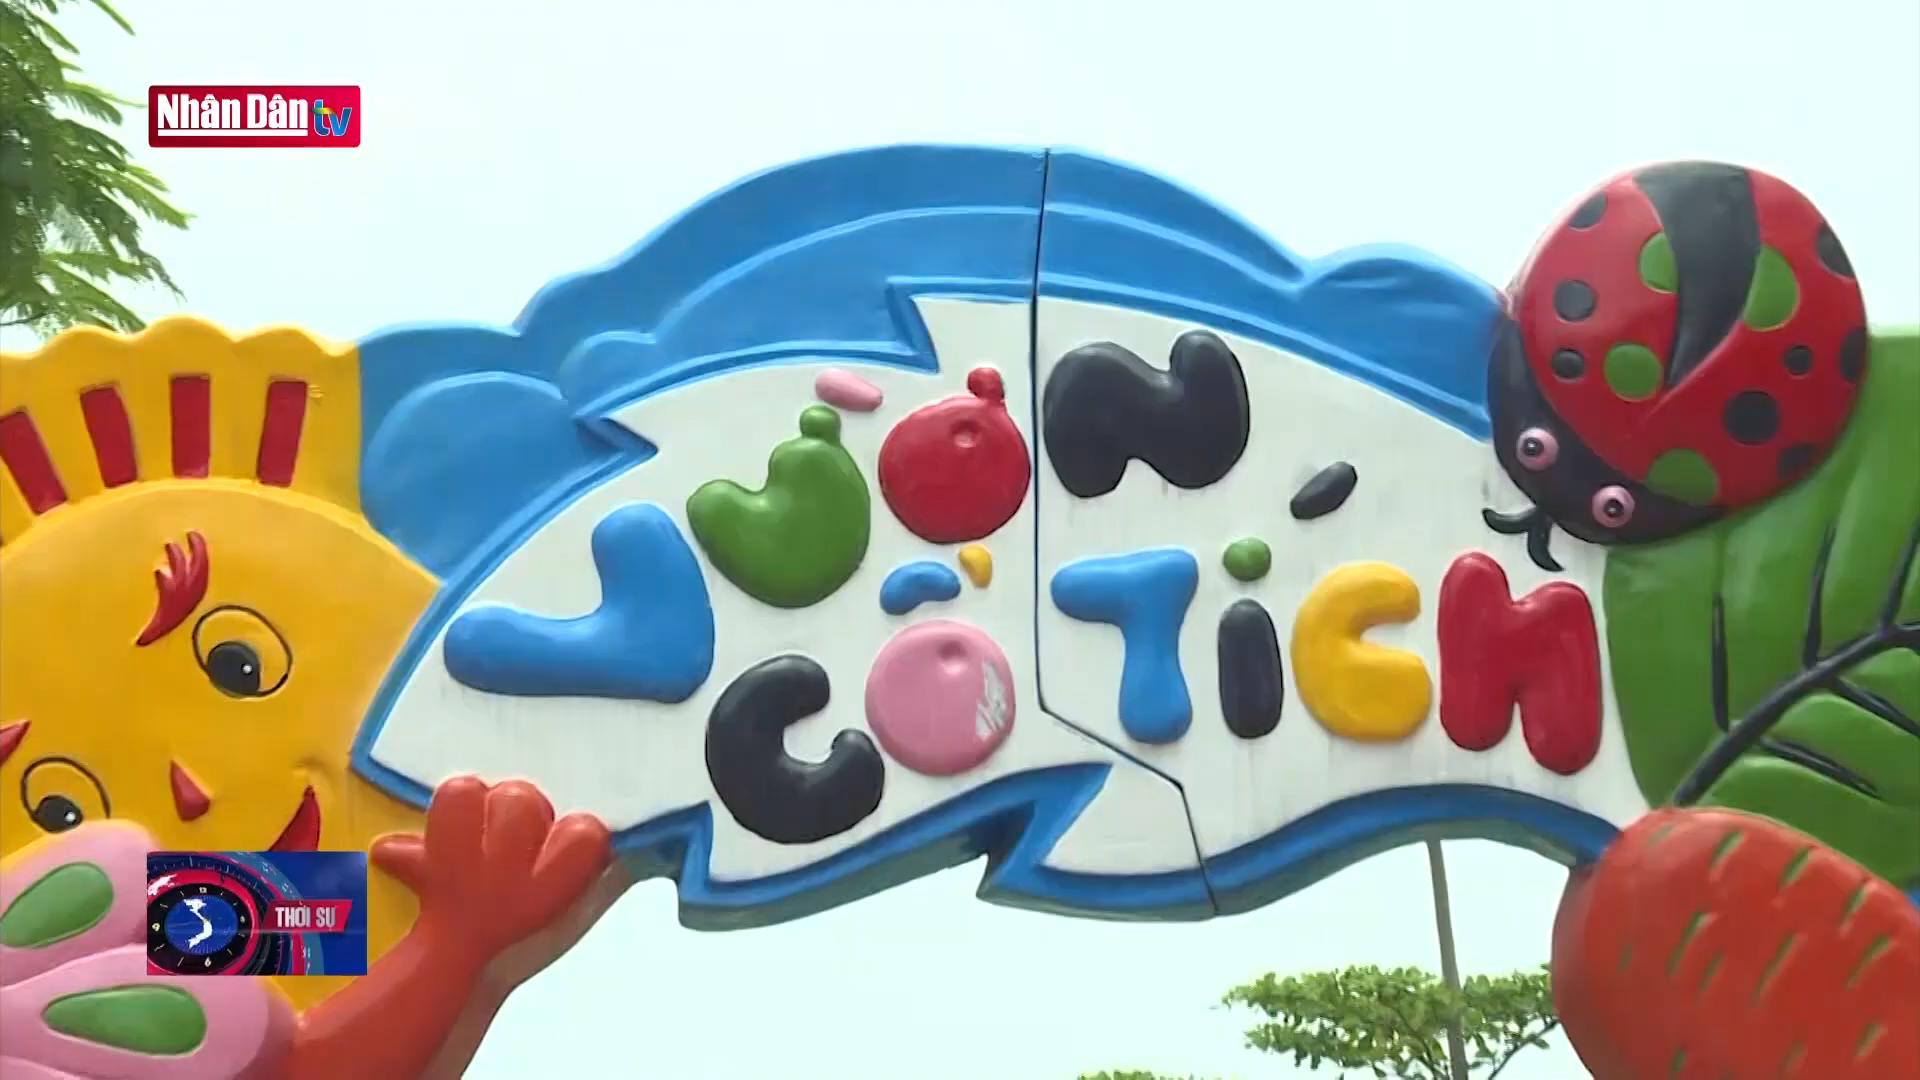 Nhân Dân tv
VƯỜN
CỔ TÍCH
THỜI SỰ